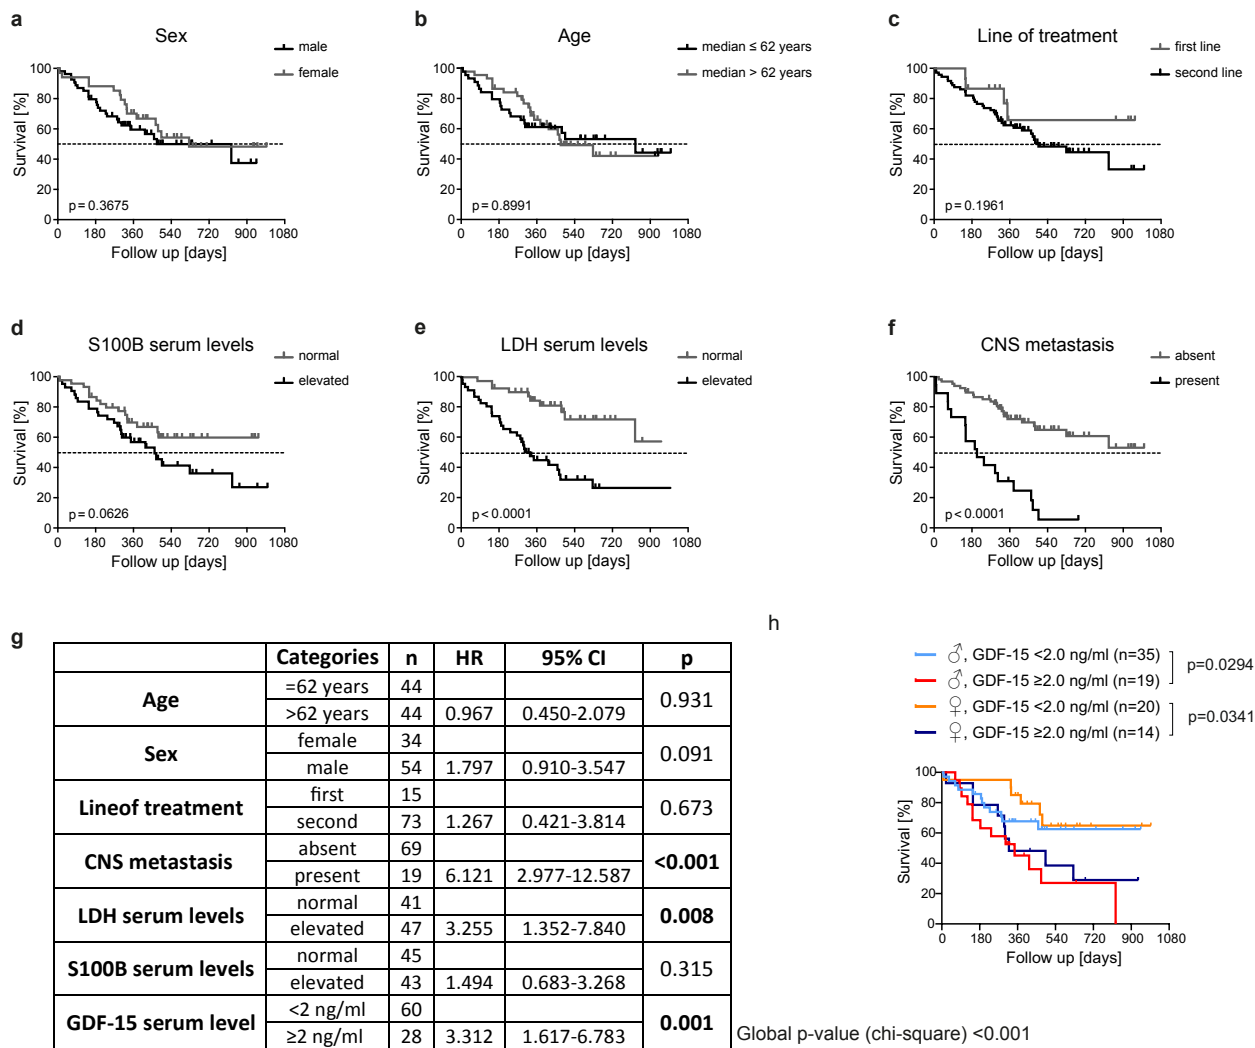 a
Sex
male
female
Survival [%]
100
80
60
40
20
0
p=0.3675
0 180 360 540 720 900 1080
Follow up [days]
b
Age
median ≤ 62 years
median > 62 years
Survival [%]
100
80
60
40
20
0
p=0.8991
0 180 360 540 720 900 1080
Follow up [days]
c
Line of treatment
first line
second line
Survival [%]
100
80
60
40
20
0
p=0.1961
0 180 360 540 720 900 1080
Follow up [days]
d
S100B serum levels
normal
elevated
Survival [%]
100
80
60
40
20
0
p=0.0626
0 180 360 540 720 900 1080
Follow up [days]
e
LDH serum levels
normal
elevated
Survival [%]
100
80
60
40
20
0
p<0.0001
0 180 360 540 720 900 1080
Follow up [days]
f
CNS metastasis
absent
present
Survival [%]
100
80
60
40
20
0
p<0.0001
0 180 360 540 720 900 1080
Follow up [days]
g
Categories n HR 95% CI p
Age =62 years 44 0.931
>62 years 44 0.967 0.450-2.079
Sex female 34 0.091
male 54 1.797 0.910-3.547
Lineof treatment first 15 0.673
second 73 1.267 0.421-3.814
CNS metastasis absent 69 <0.001
present 19 6.121 2.977-12.587
LDH serum levels normal 41 0.008
elevated 47 3.255 1.352-7.840
S100B serum levels normal 45 0.315
elevated 43 1.494 0.683-3.268
GDF-15 serum level <2 ng/ml 60 0.001
≥2 ng/ml 28 3.312 1.617-6.783
Global p-value (chi-square) <0.001
h
♂, GDF-15 <2.0 ng/ml (n=35)
♂, GDF-15 ≥2.0 ng/ml (n=19)
p=0.0294
♀, GDF-15 <2.0 ng/ml (n=20)
♀, GDF-15 ≥2.0 ng/ml (n=14)
p=0.0341
Survival [%]
100
80
60
40
20
0
0 180 360 540 720 900 1080
Follow up [days]